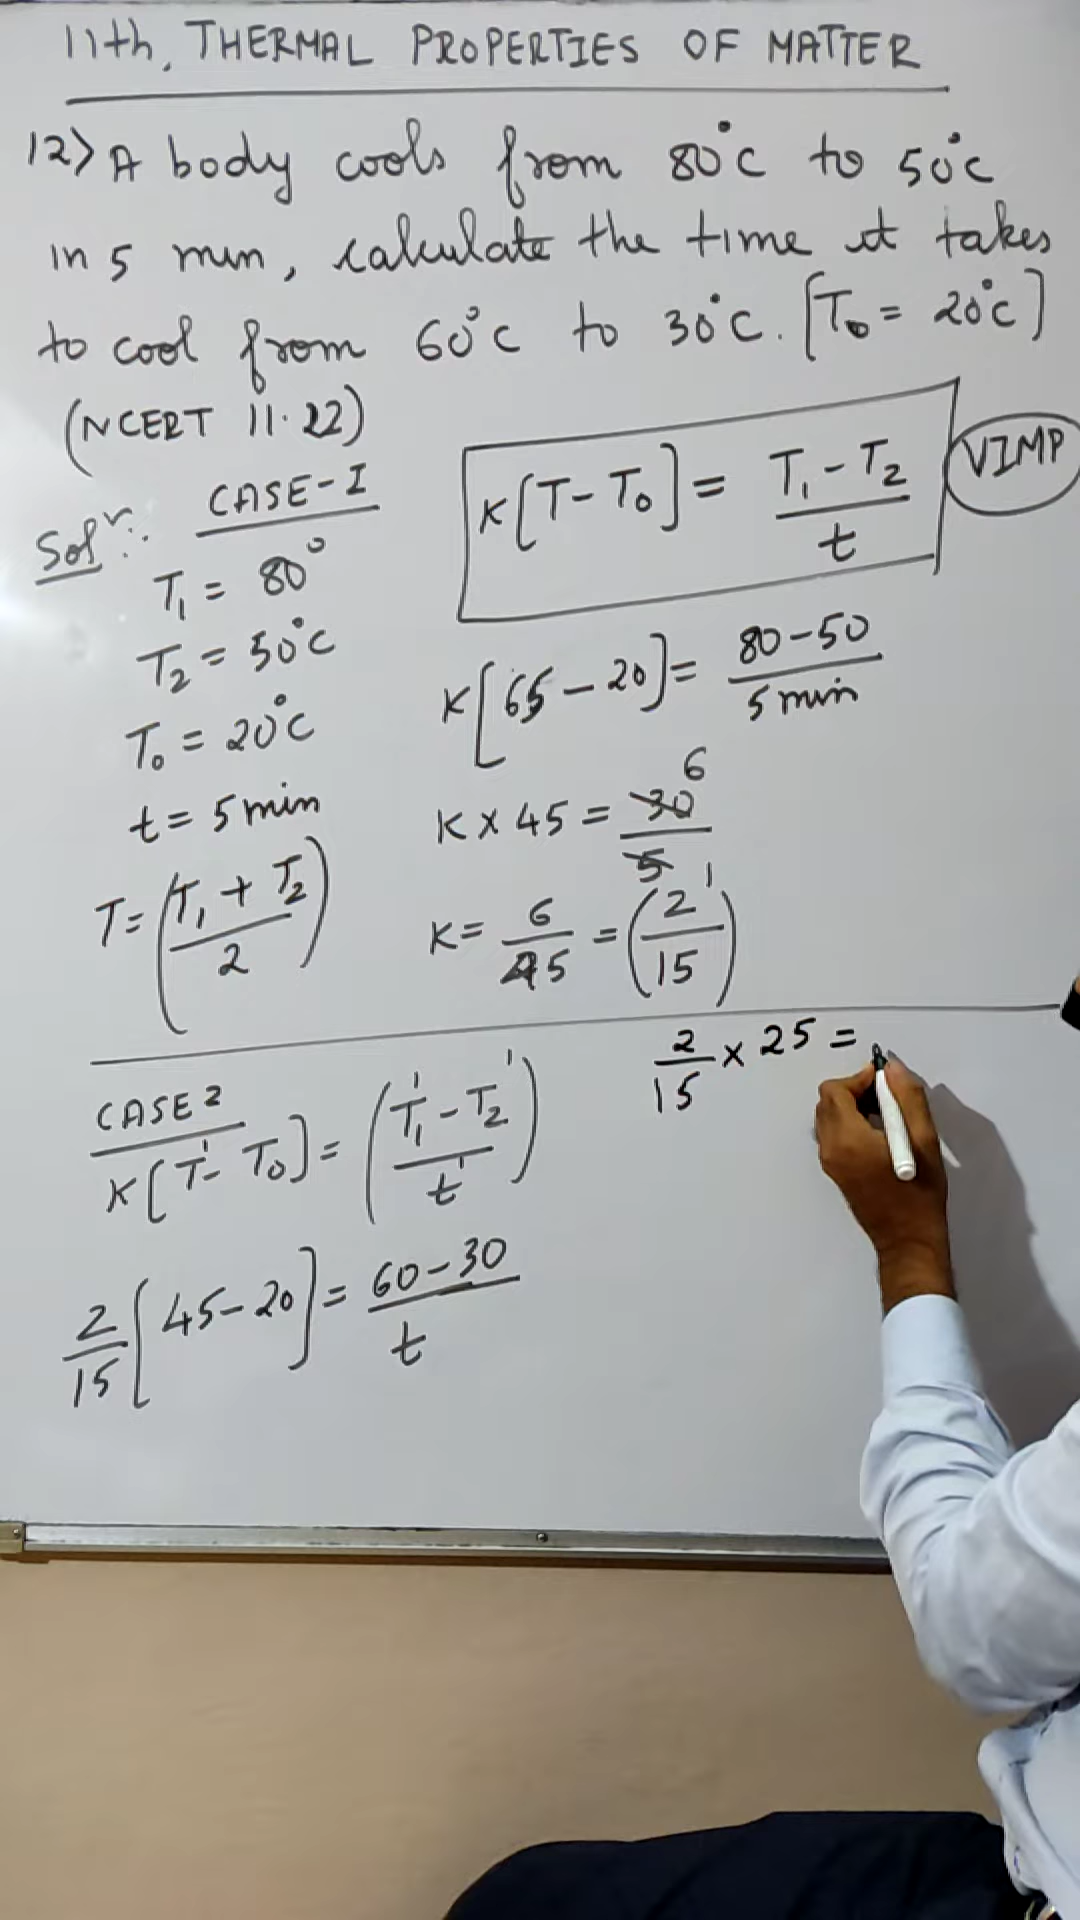 11th, THERMAL PROPERTIES OF MATTER
12> A body cools from 80°C to 50°C
in 5 min, calculate the time it takes
to cool from 60°C to 30°C. [T₀ = 20°C]
(NCERT 11.22)
Solⁿ:
CASE-I
T₁ = 80°
T₂ = 50°C
T₀ = 20°C
t = 5 min
T = ((T₁ + T₂)/2)
K[T - T₀] = (T₁ - T₂)/t
VIMP
K[65 - 20] = (80-50)/(5 min)
K × 45 = 30/5 6 1
K = 6/45 = (2/15)
CASE 2
K[T' - T₀] = ((T₁' - T₂')/t')
2/15 [45-20] = (60-30)/t
2/15 × 25 =